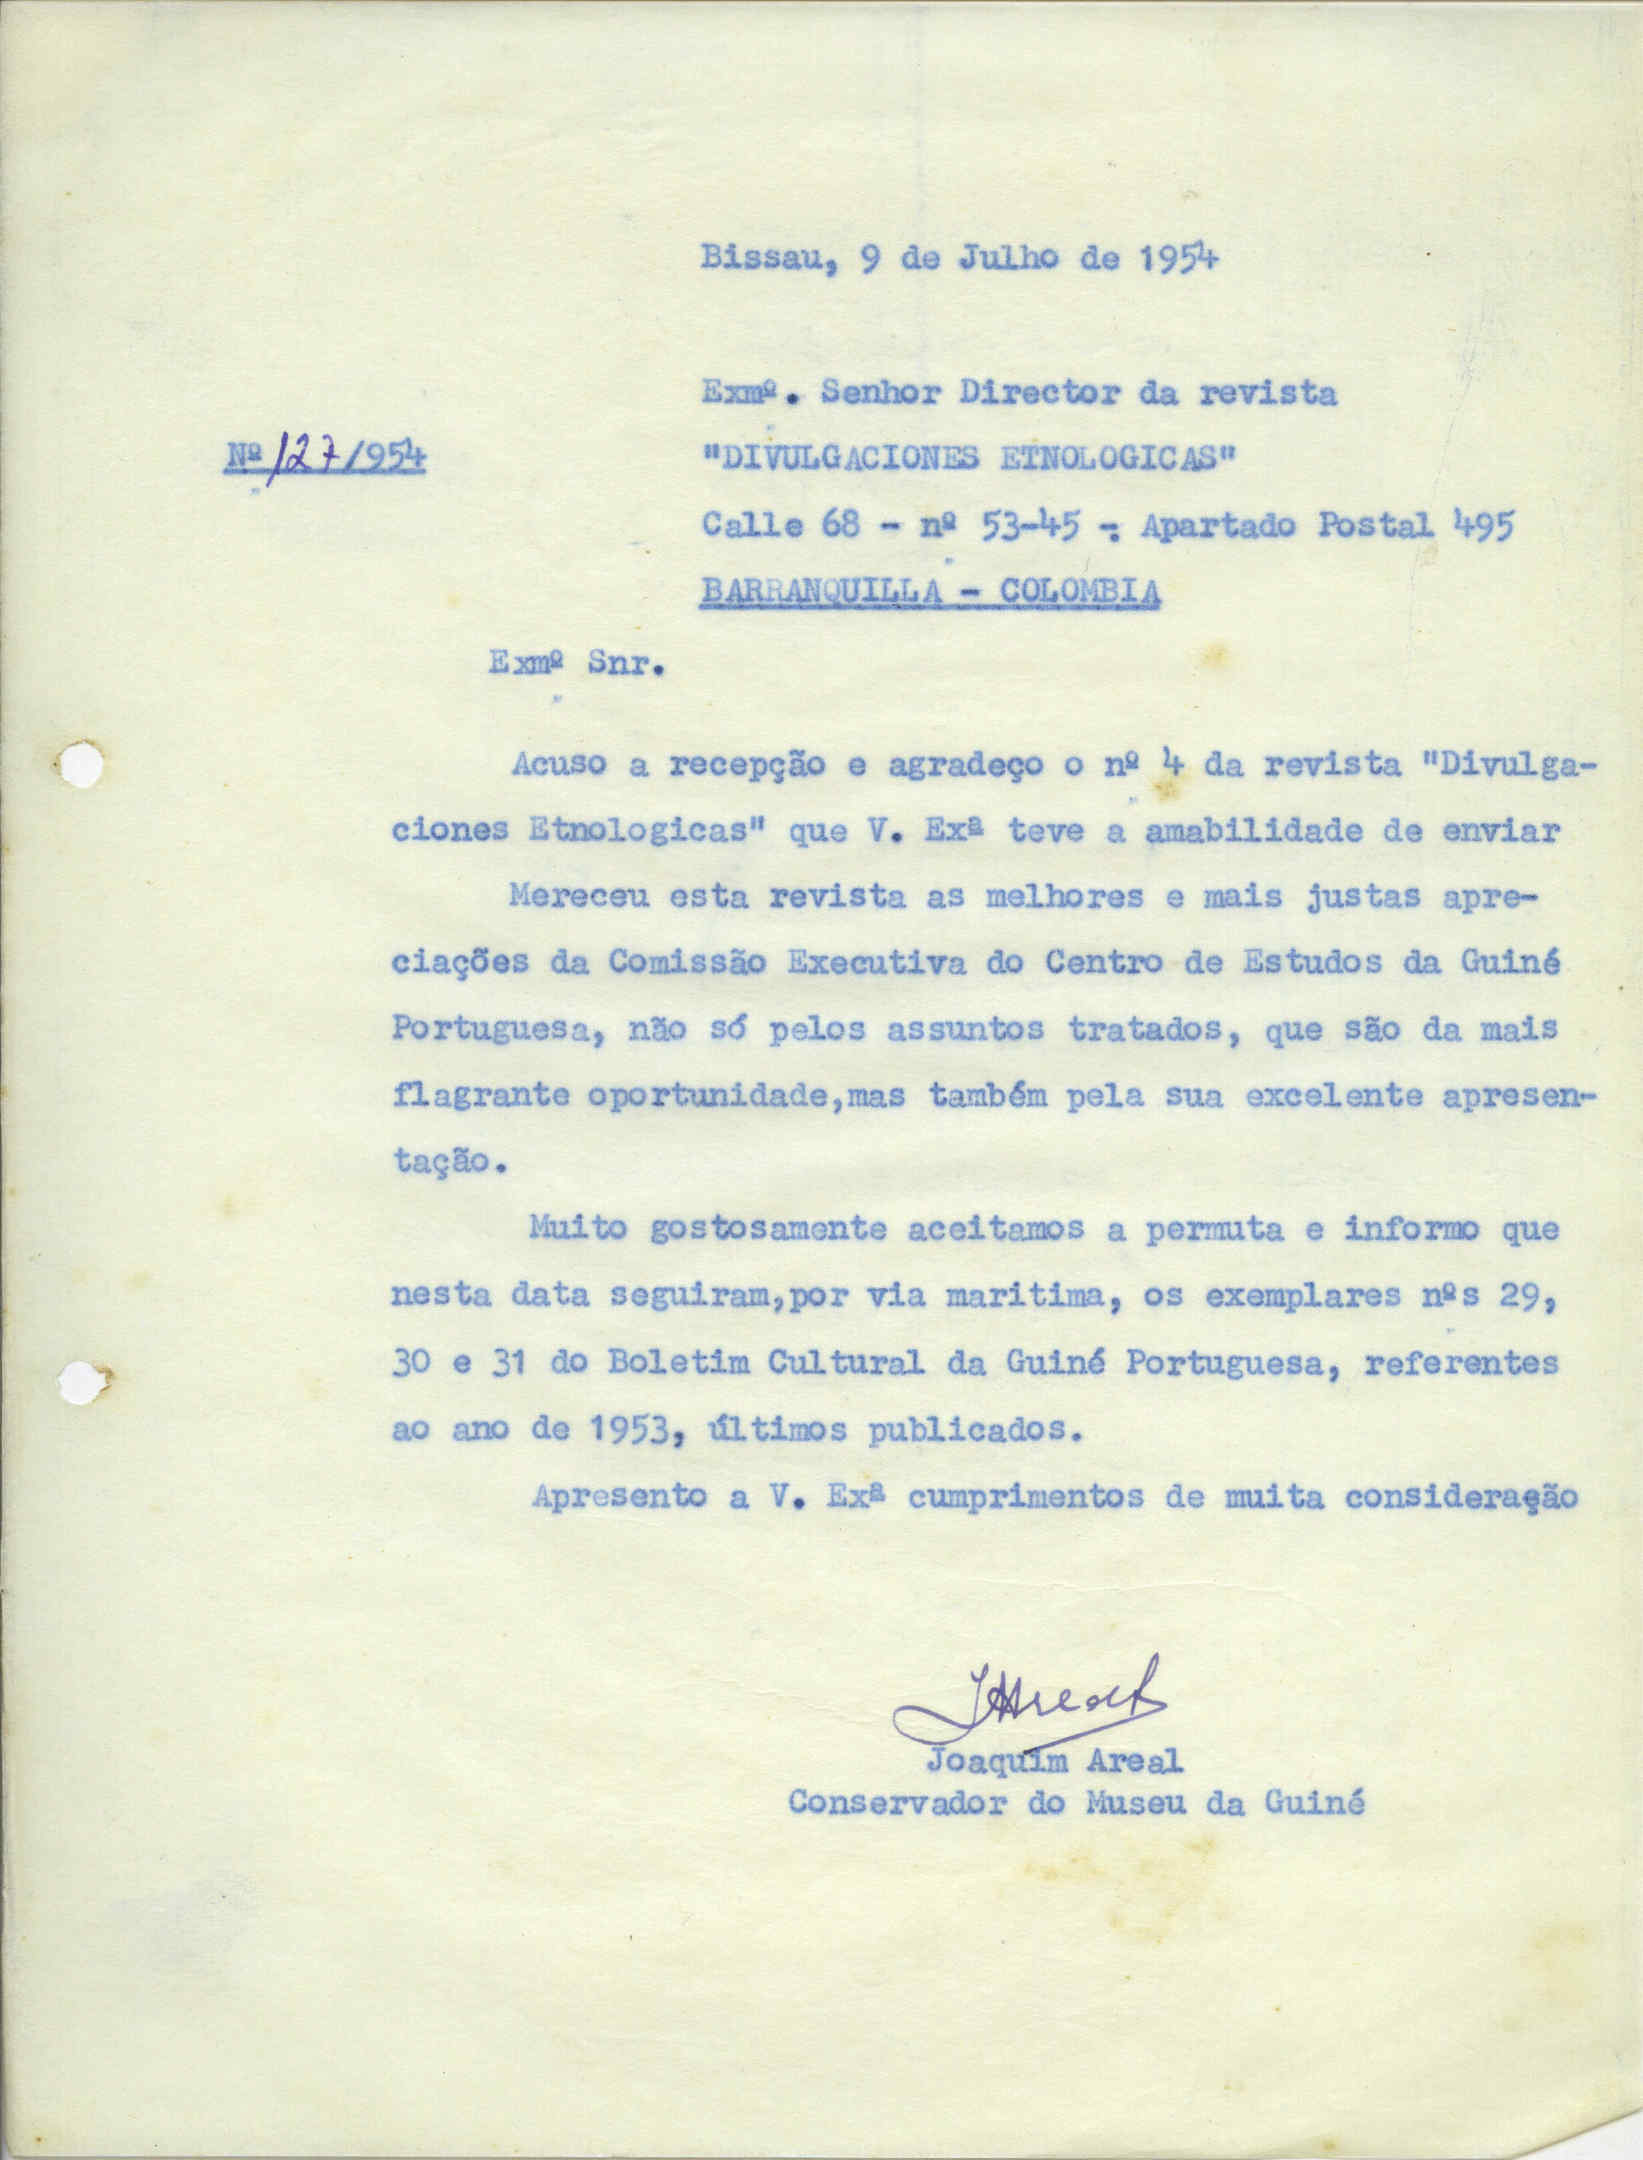 Bissau, 9 de Julho de 1954
Exmº. Senhor Director da revista
Nº 127/954
"DIVULGACIONES ETNOLOGICAS"
Calle 68 - nº 53-45 -. Apartado Postal 495
BARRANQUILLA - COLOMBIA
Exmº Snr.
Acuso a recepção e agradeço o nº 4 da revista "Divulga-
ciones Etnologicas" que V. Exª teve a amabilidade de enviar
Mereceu esta revista as melhores e mais justas apre-
ciações da Comissão Executiva do Centro de Estudos da Guiné
Portuguesa, não só pelos assuntos tratados, que são da mais
flagrante oportunidade,mas também pela sua excelente apresen-
tação.
Muito gostosamente aceitamos a permuta e informo que
nesta data seguiram,por via maritima, os exemplares nºs 29,
30 e 31 do Boletim Cultural da Guiné Portuguesa, referentes
ao ano de 1953, últimos publicados.
Apresento a V. Exª cumprimentos de muita consideração
JAreal
Joaquim Areal
Conservador do Museu da Guiné